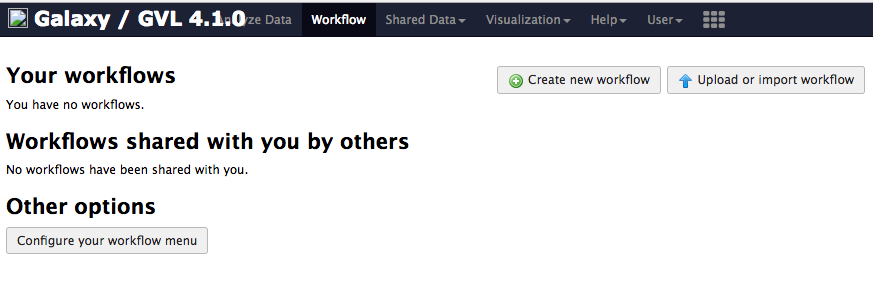 Galaxy / GVL 4.1.0 Data Workflow Shared Data Visualization Help User
Your workflows Create new workflow Upload or import workflow
You have no workflows.
Workflows shared with you by others
No workflows have been shared with you.
Other options
Configure your workflow menu